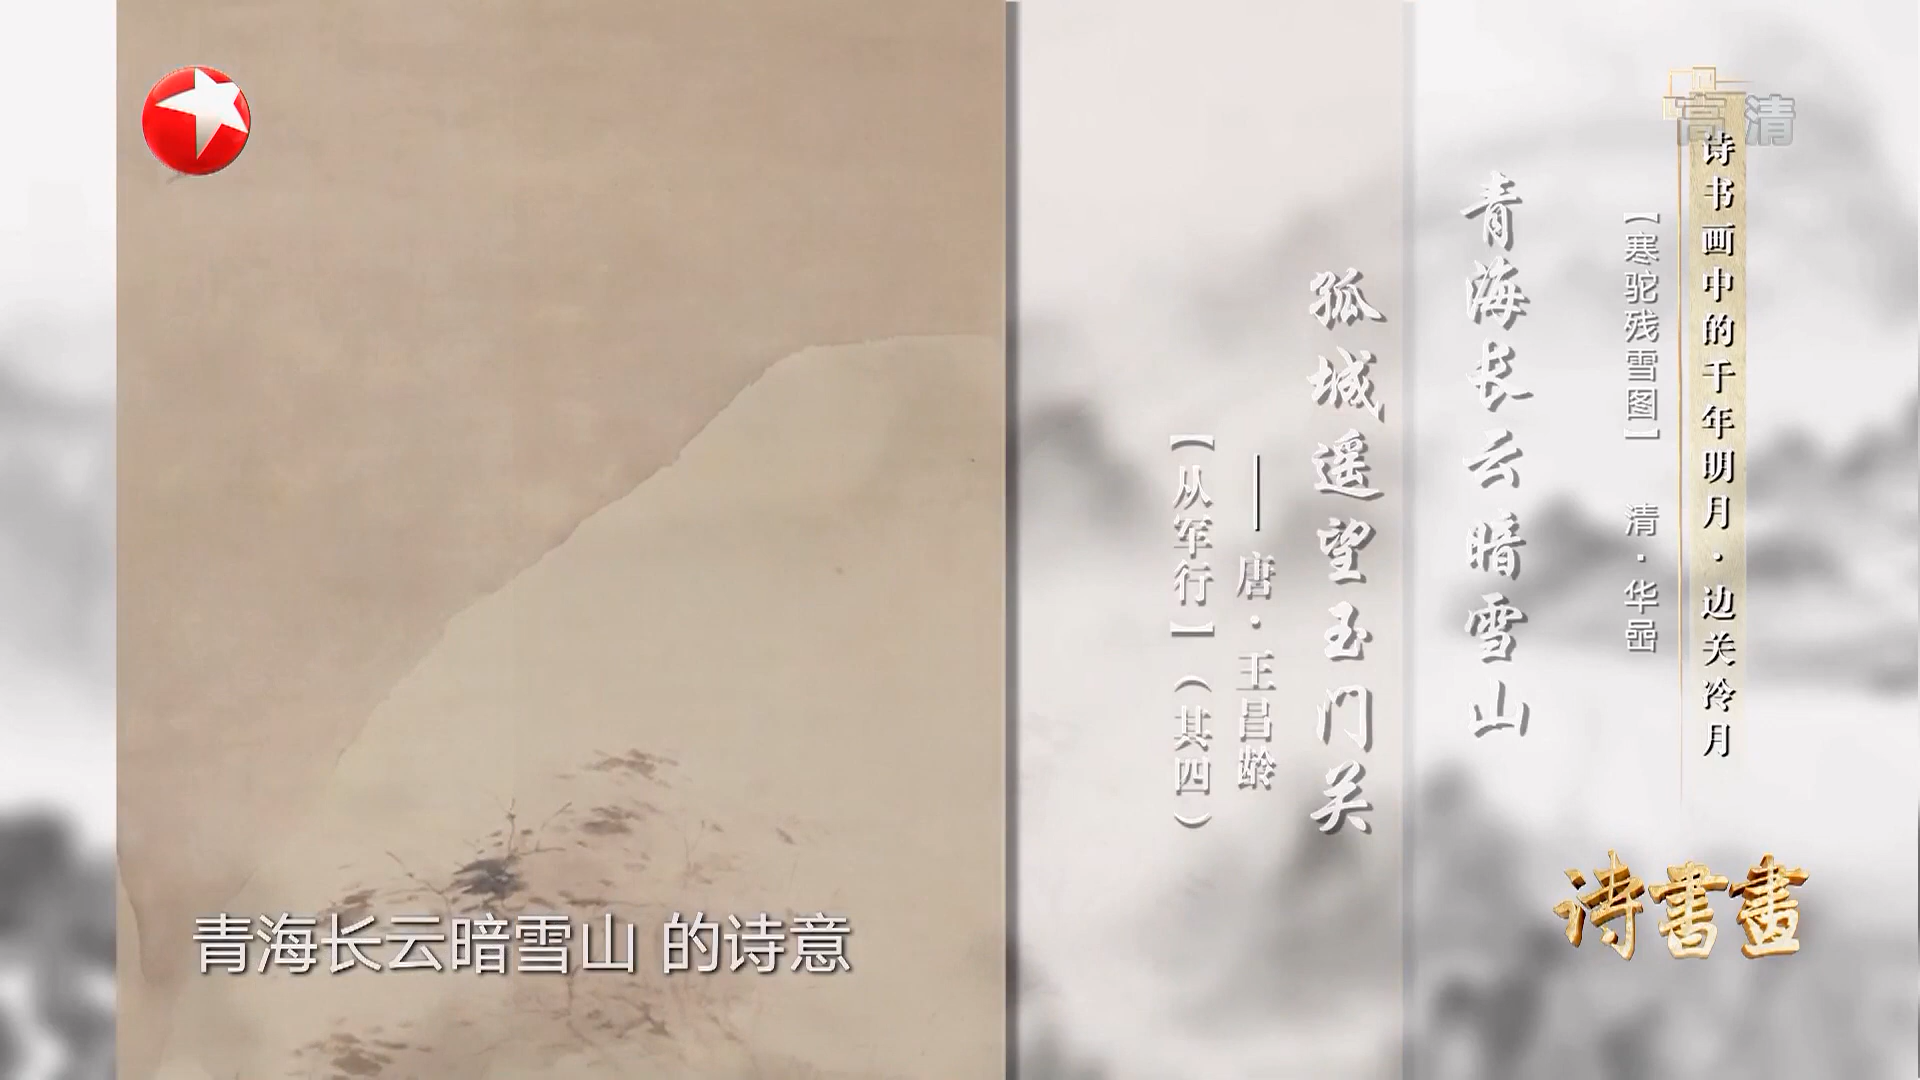 高清
诗书画中的千年明月·边关冷月
【寒驼残雪图】 清·华喦
青海长云暗雪山
孤城遥望玉门关
——唐·王昌龄
【从军行】（其四）
诗書畫
青海长云暗雪山 的诗意